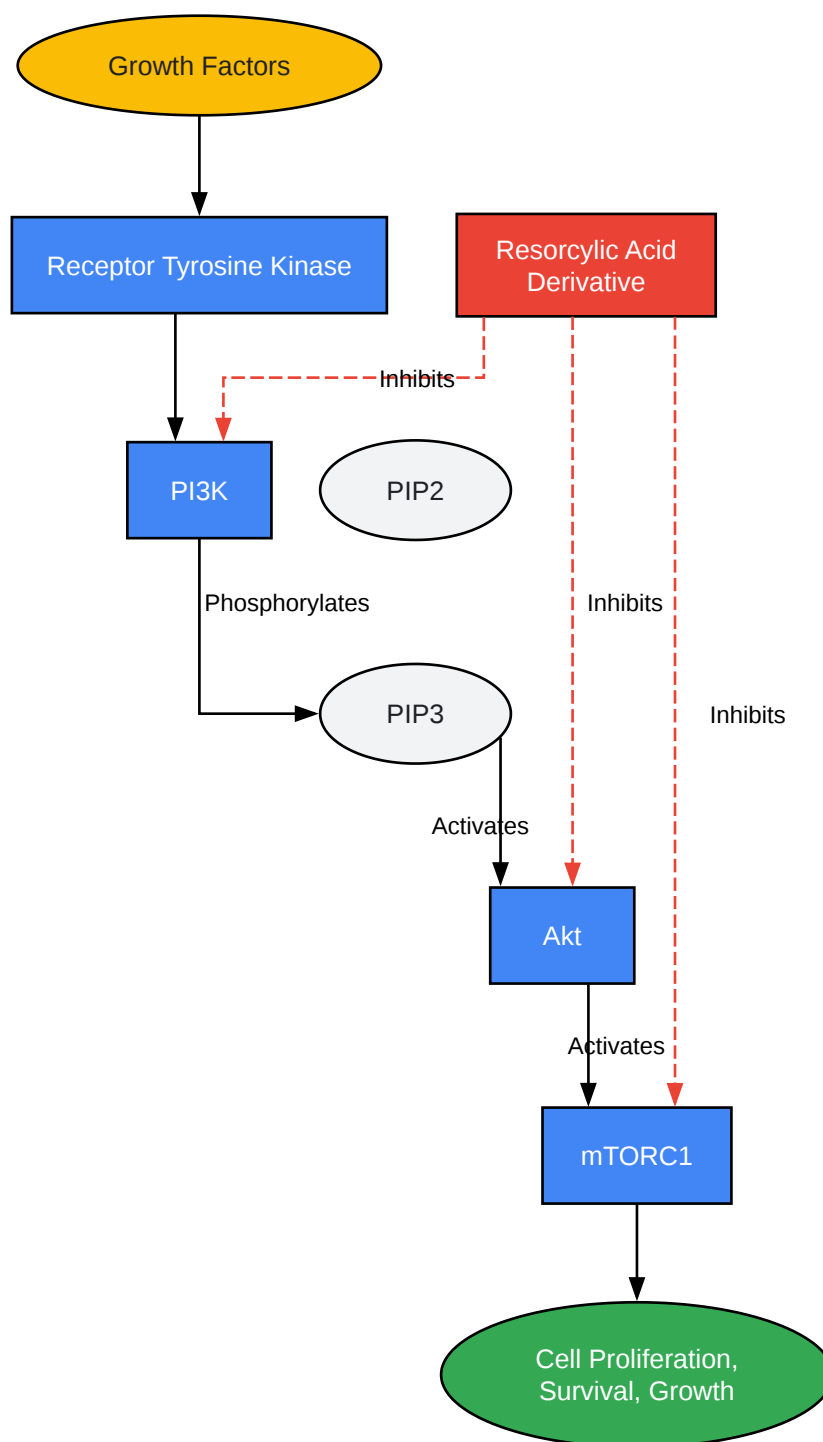 Growth Factors
Receptor Tyrosine Kinase
Resorcylic Acid
Derivative
Inhibits
PI3K
PIP2
Phosphorylates
Inhibits
PIP3
Inhibits
Activates
Akt
Activates
mTORC1
Cell Proliferation,
Survival, Growth